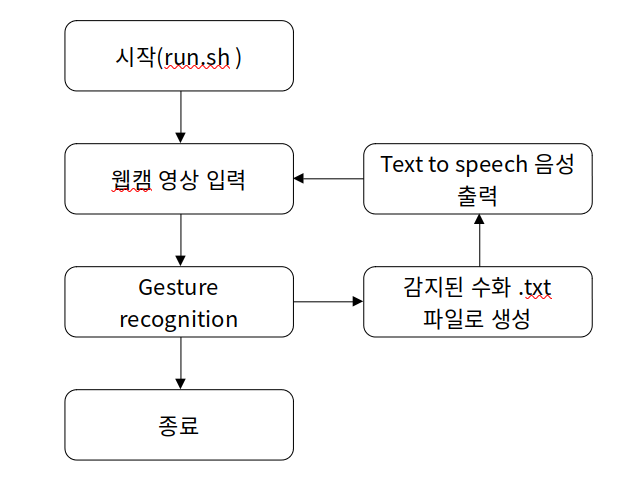 시작(run.sh )
웹캠 영상 입력
Text to speech 음성
출력
Gesture
recognition
감지된 수화 .txt
파일로 생성
종료